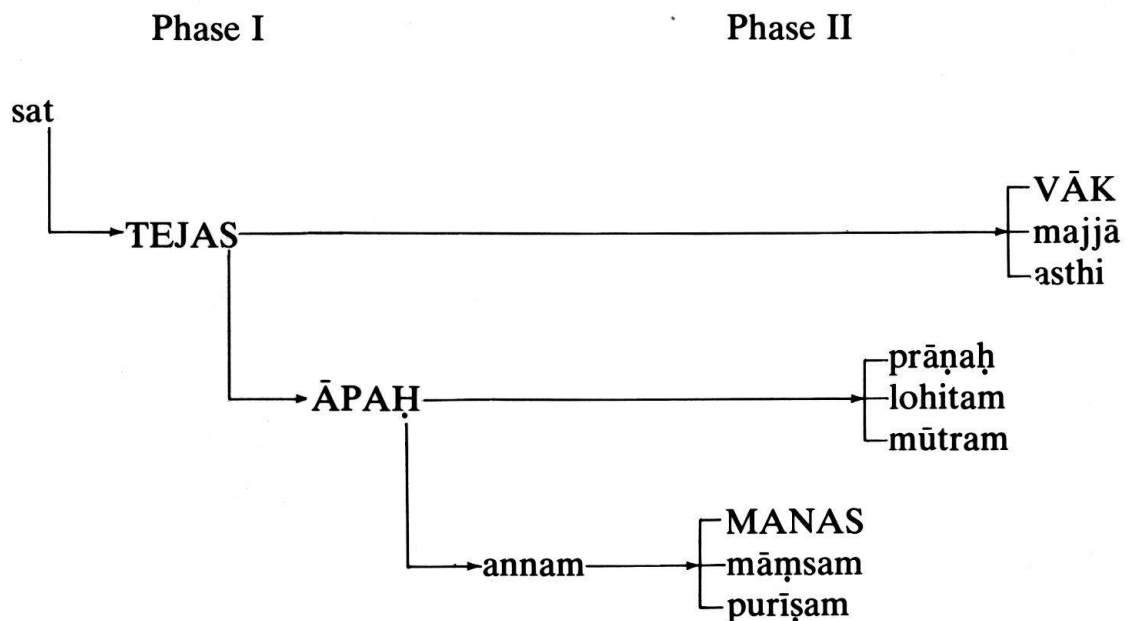 Phase I Phase II
sat
VĀK
TEJAS majjā
asthi
prāṇaḥ
ĀPAḤ lohitam
mūtram
MANAS
annam māṃsam
purīṣam